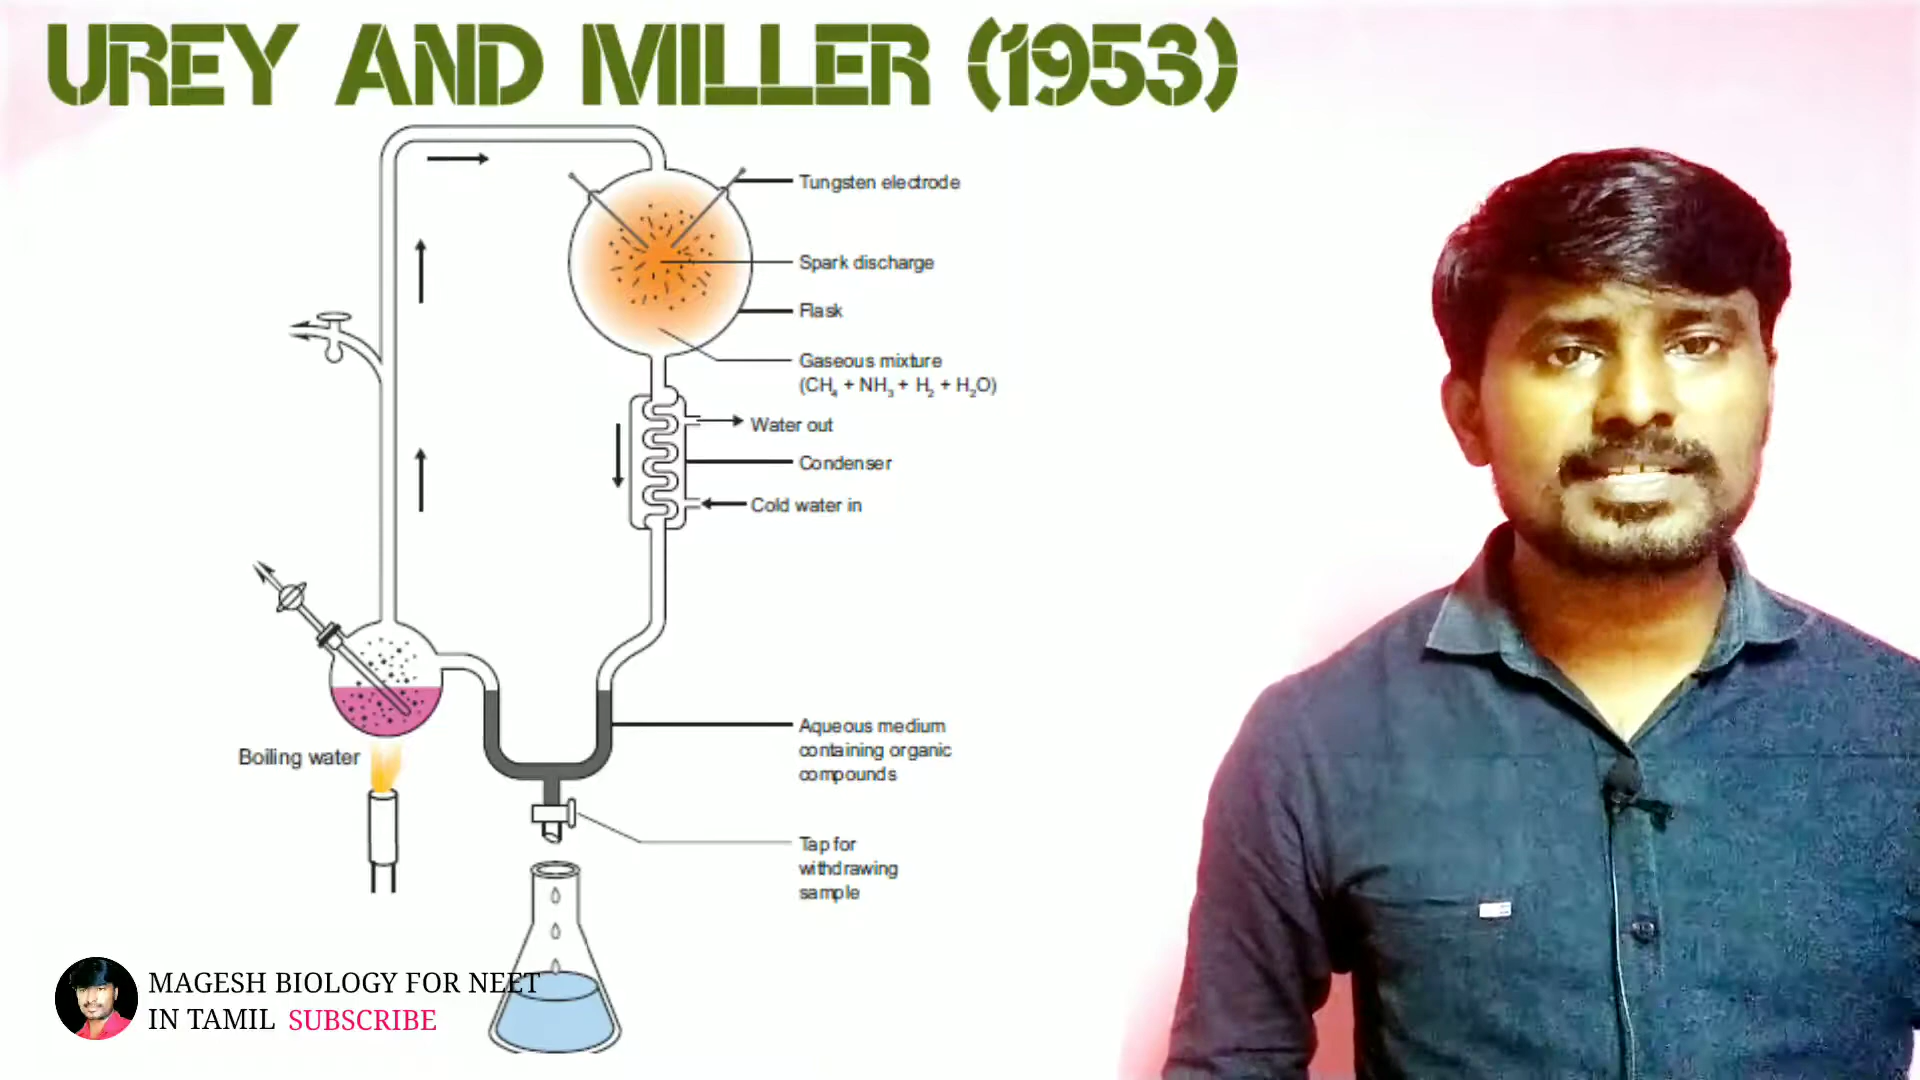 UREY AND MILLER (1953)
Tungsten electrode
Spark discharge
Flask
Gaseous mixture
(CH₄ + NH₃ + H₂ + H₂O)
Water out
Condenser
Cold water in
Boiling water
Aqueous medium
containing organic
compounds
Tap for
withdrawing
sample
MAGESH BIOLOGY FOR NEET
IN TAMIL SUBSCRIBE